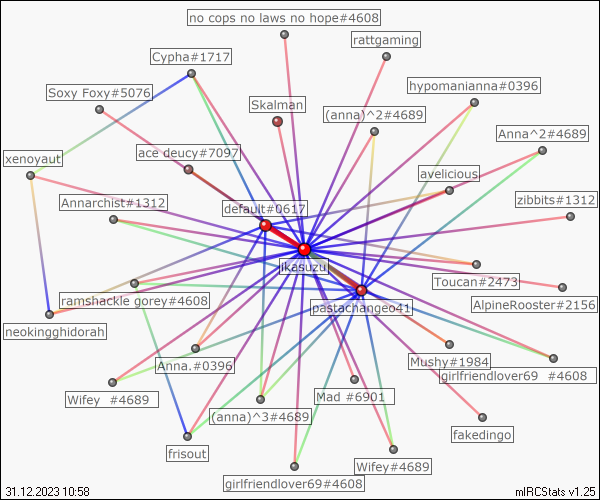 no cops no laws no hope#4608
rattgaming
Cypha#1717
Soxy Foxy#5076
hypomanianna#0396
Skalman
(anna)^2#4689
Anna^2#4689
xenoyaut
ace deucy#7097
avelicious
Annarchist#1312
default#0617
zibbits#1312
ikasuzu
Toucan#2473
ramshackle gorey#4608
pastachangeo41
AlpineRooster#2156
neokingghidorah
Anna.#0396
Mushy#1984
girlfriendlover69 #4608
Wifey #4689
Mad #6901
(anna)^3#4689
fakedingo
frisout
Wifey#4689
girlfriendlover69#4608
31.12.2023 10:58
mIRCStats v1.25